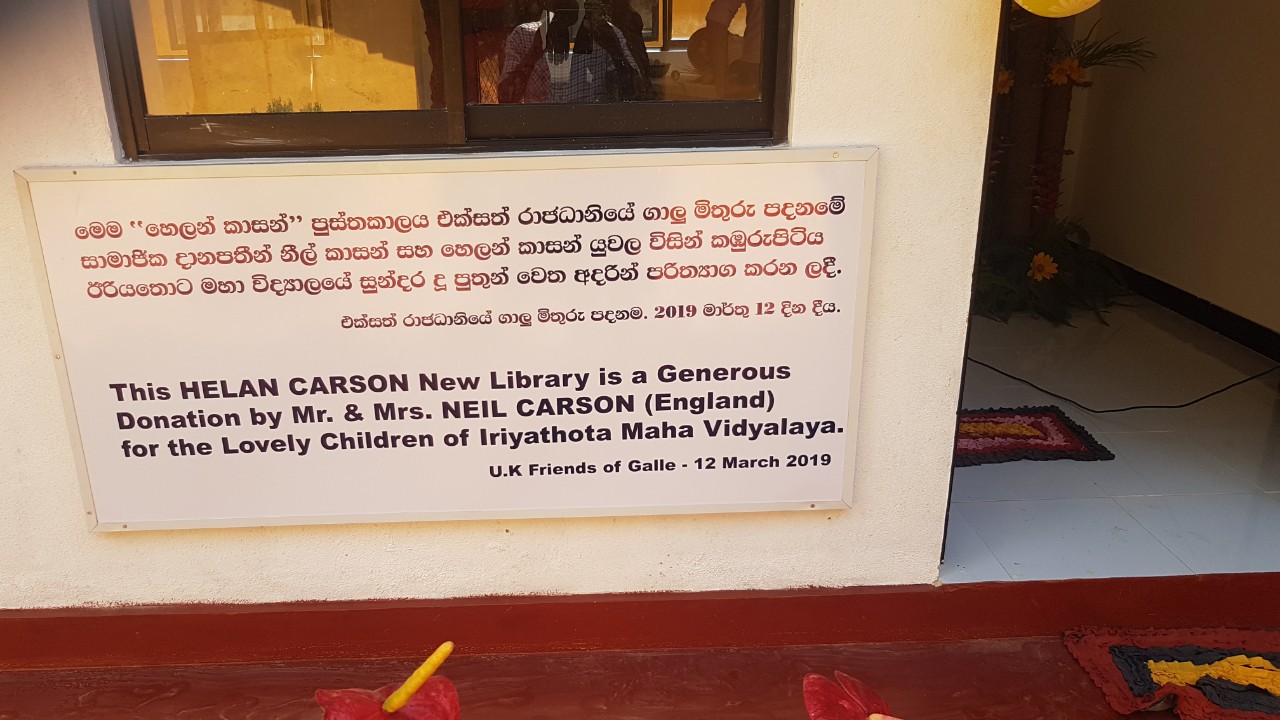 මෙම “හෙලන් කාසන්” පුස්තකාලය එක්සත් රාජධානියේ ගාලු මිතුරු පදනමේ
සාමාජික දානපතීන් නීල් කාසන් සහ හෙලන් කාසන් යුවල විසින් කඹුරුපිටිය
ඊරියතොට මහා විද්‍යාලයේ සුන්දර දූ පුතුන් වෙත අදරින් පරිත්‍යාග කරන ලදී.
එක්සත් රාජධානියේ ගාලු මිතුරු පදනම. 2019 මාර්තු 12 දින දීය.
This HELAN CARSON New Library is a Generous
Donation by Mr. & Mrs. NEIL CARSON (England)
for the Lovely Children of Iriyathota Maha Vidyalaya.
U.K Friends of Galle - 12 March 2019